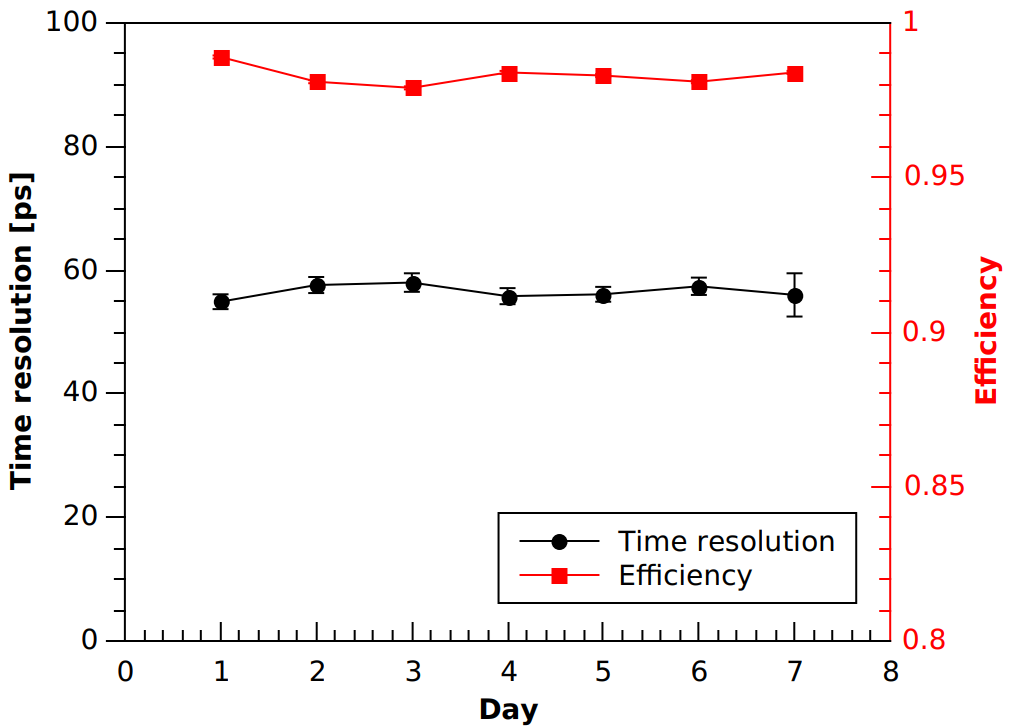 100
80
60
40
20
0
Time resolution [ps]
1
0.95
0.9
0.85
0.8
Efficiency
Time resolution
Efficiency
0 1 2 3 4 5 6 7 8
Day